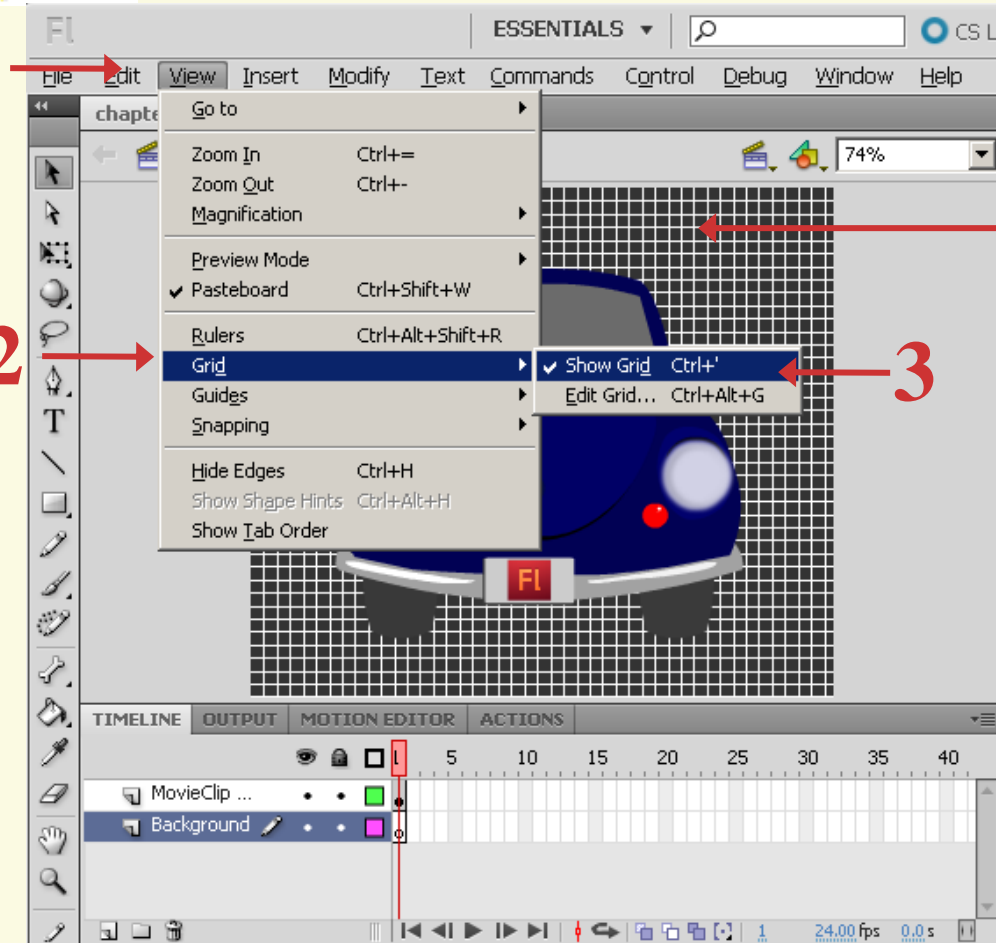 Fl ESSENTIALS CS L
File Edit View Insert Modify Text Commands Control Debug Window Help
chapte
Go to
74%
Zoom In Ctrl+=
Zoom Out Ctrl+-
Magnification
Preview Mode
Pasteboard Ctrl+Shift+W
Rulers Ctrl+Alt+Shift+R
2
Grid
Show Grid Ctrl+'
3
Guides
Edit Grid... Ctrl+Alt+G
Snapping
Hide Edges Ctrl+H
Show Shape Hints Ctrl+Alt+H
Show Tab Order
T
Fl
TIMELINE OUTPUT MOTION EDITOR ACTIONS
1 5 10 15 20 25 30 35 40
MovieClip ...
Background
1 24.00 fps 0.0 s